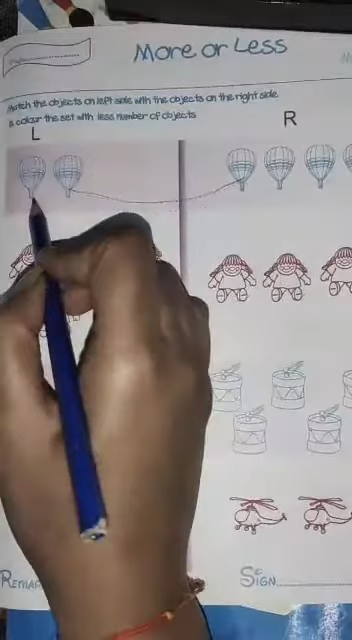 More or Less
Match the objects on left side with the objects on the right side
& colour the set with less number of objects
L
R
SIGN